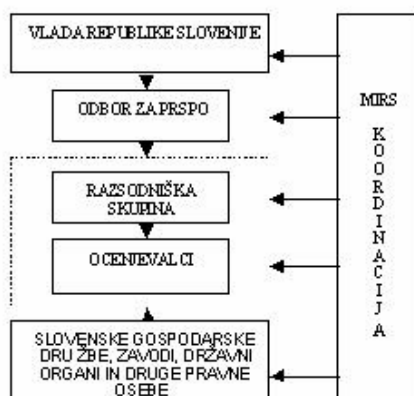 VLADA REPUBLIKE SLOVENIJE
ODBOR ZA PRSPO
RAZSODNIŠKA
SKUPINA
OCENJEVALCI
SLOVENSKE GOSPODARSKE
DRUŽBE, ZAVODI, DRŽAVNI
ORGANI IN DRUGE PRAVNE
OSEBE
MIRS
KOORDINACIJA